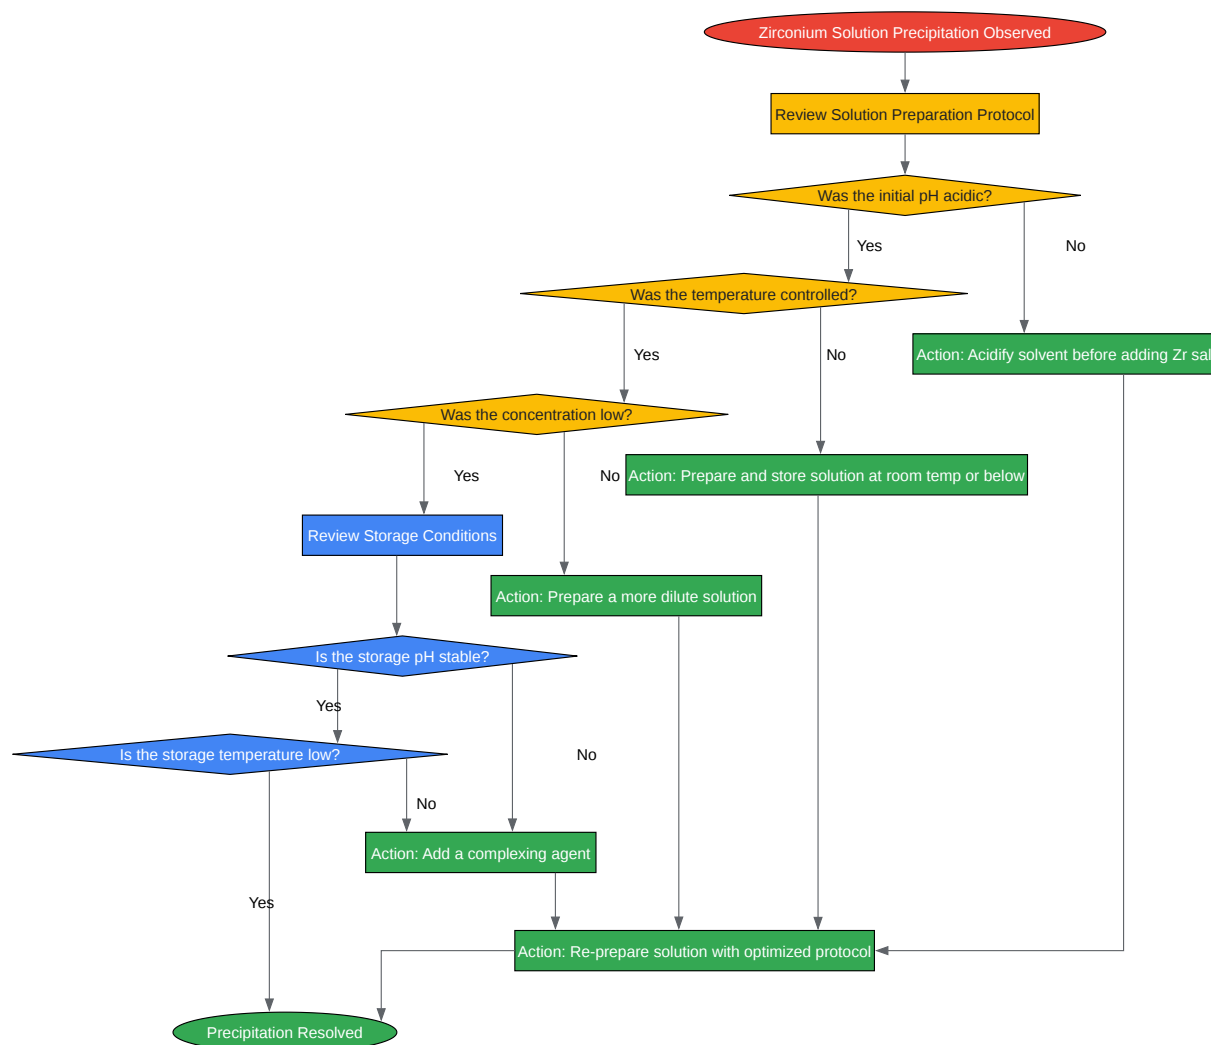 Zirconium Solution Precipitation Observed
Review Solution Preparation Protocol
Was the initial pH acidic?
Yes
No
Was the temperature controlled?
Yes
No
Action: Acidify solvent before adding Zr sal
Was the concentration low?
Yes
No
Action: Prepare and store solution at room temp or below
Review Storage Conditions
Action: Prepare a more dilute solution
Is the storage pH stable?
Yes
No
Is the storage temperature low?
No
Action: Add a complexing agent
Yes
Action: Re-prepare solution with optimized protocol
Precipitation Resolved